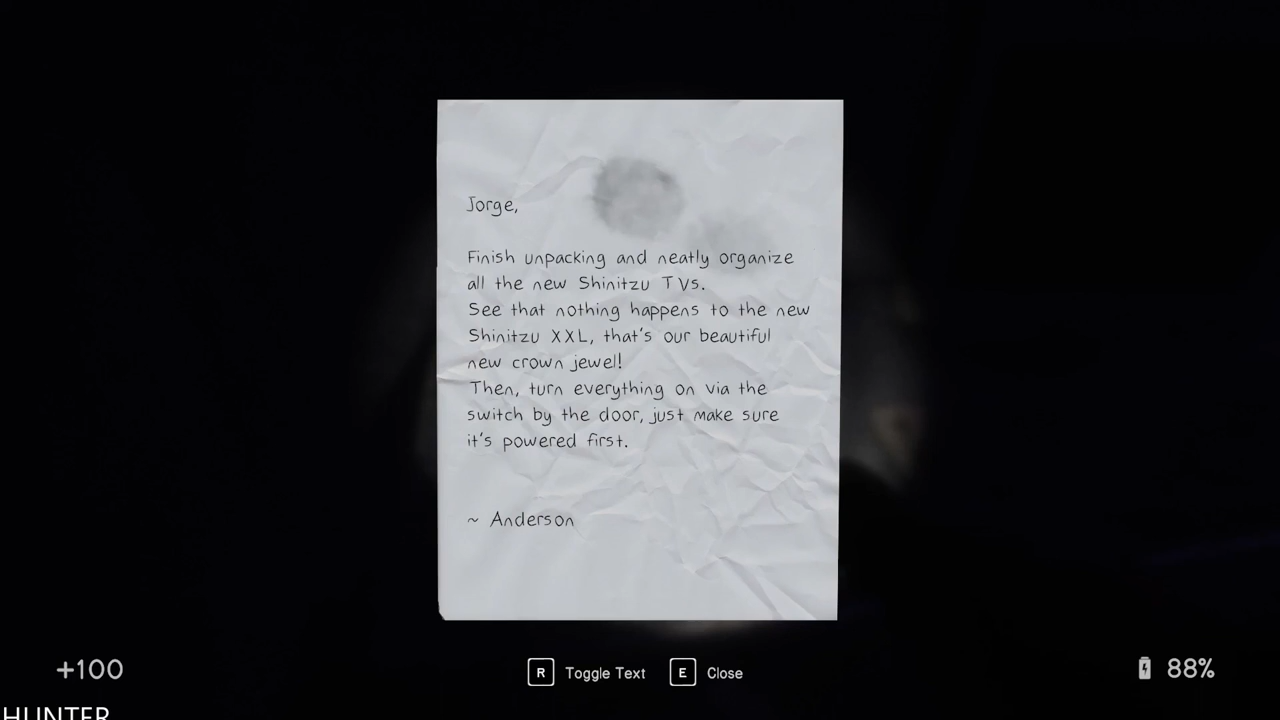 Jorge,
Finish unpacking and neatly organize
all the new Shinitzu TVs.
See that nothing happens to the new
Shinitzu XXL, that's our beautiful
new crown jewel!
Then, turn everything on via the
switch by the door, just make sure
it's powered first.
~ Anderson
+100
R Toggle Text E Close
88%
HUNTER